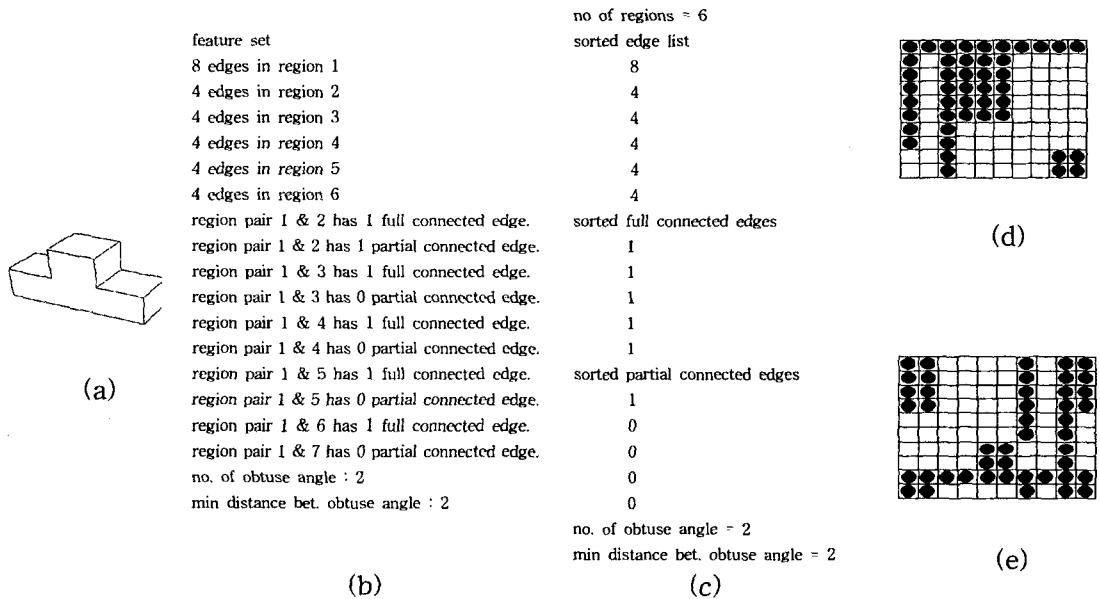 feature set
8 edges in region 1
4 edges in region 2
4 edges in region 3
4 edges in region 4
4 edges in region 5
4 edges in region 6
region pair 1 & 2 has 1 full connected edge.
region pair 1 & 2 has 1 partial connected edge.
region pair 1 & 3 has 1 full connected edge.
region pair 1 & 3 has 0 partial connected edge.
region pair 1 & 4 has 1 full connected edge.
region pair 1 & 4 has 0 partial connected edge.
region pair 1 & 5 has 1 full connected edge.
region pair 1 & 5 has 0 partial connected edge.
region pair 1 & 6 has 1 full connected edge.
region pair 1 & 7 has 0 partial connected edge.
no. of obtuse angle : 2
min distance bet. obtuse angle : 2
no of regions = 6
sorted edge list
8
4
4
4
4
4
sorted full connected edges
1
1
1
1
1
sorted partial connected edges
1
0
0
0
0
no. of obtuse angle = 2
min distance bet. obtuse angle = 2
(a)
(b)
(c)
(d)
(e)